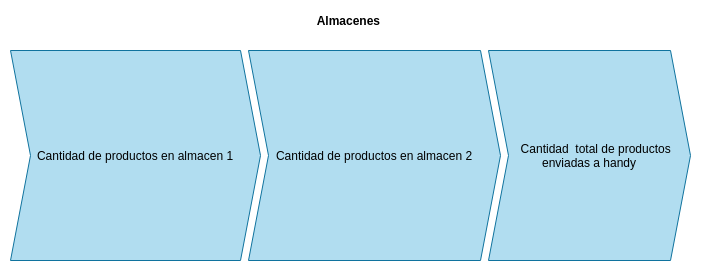 Almacenes
Cantidad de productos en almacen 1
Cantidad de productos en almacen 2
Cantidad total de productos
enviadas a handy